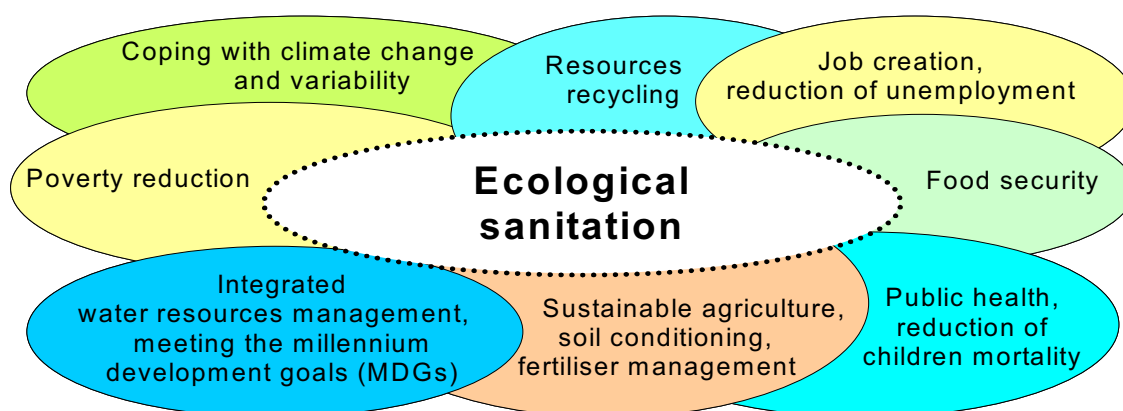 Coping with climate change
and variability
Resources
recycling
Job creation,
reduction of unemployment
Poverty reduction
Ecological
sanitation
Food security
Integrated
water resources management,
meeting the millennium
development goals (MDGs)
Sustainable agriculture,
soil conditioning,
fertiliser management
Public health,
reduction of
children mortality